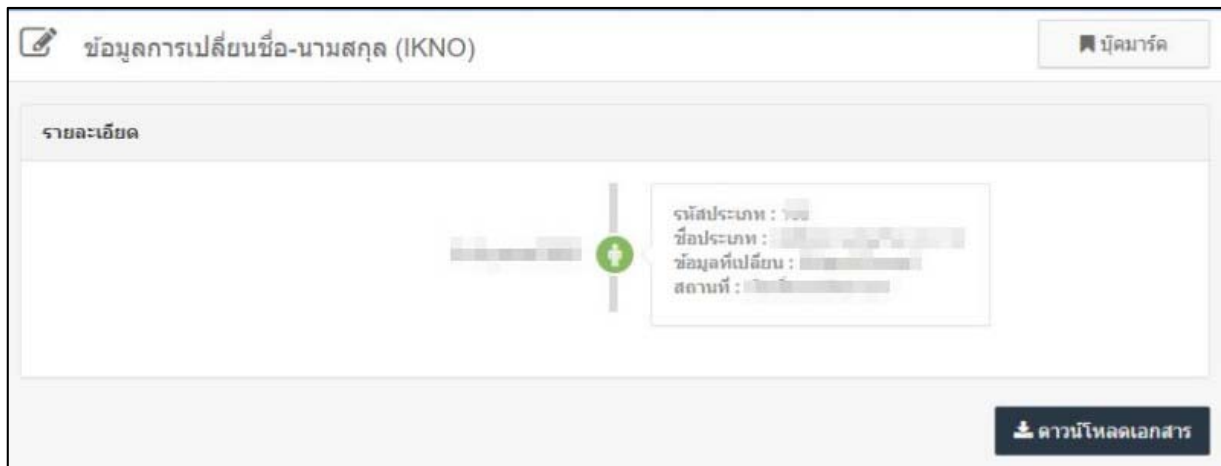 ข้อมูลการเปลี่ยนชื่อ-นามสกุล (IKNO)
บุ๊คมาร์ค
รายละเอียด
รหัสประเภท :
ชื่อประเภท :
ข้อมูลที่เปลี่ยน :
สถานที่ :
ดาวน์โหลดเอกสาร